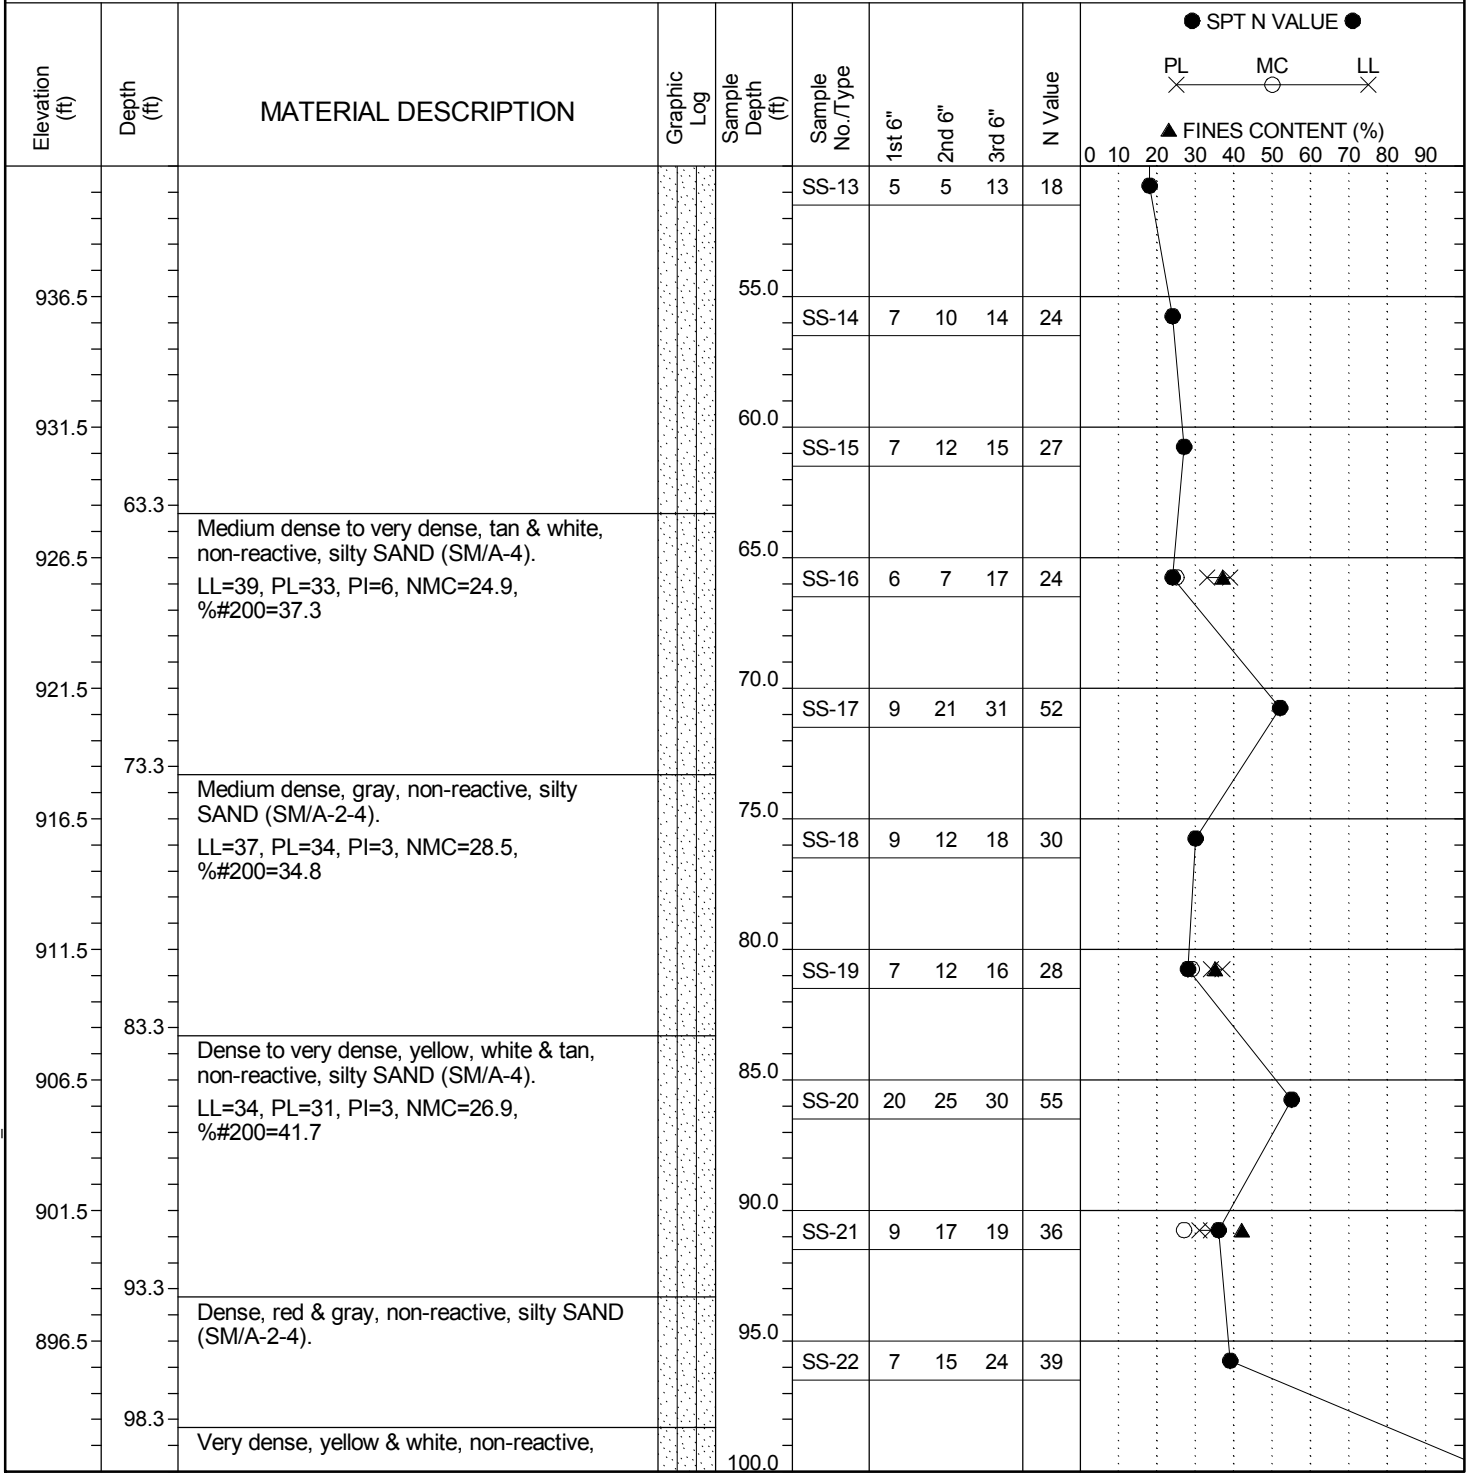 Elevation (ft)
Depth (ft)
MATERIAL DESCRIPTION
Graphic Log
Sample Depth (ft)
Sample No./Type
1st 6"
2nd 6"
3rd 6"
N Value
● SPT N VALUE ●
PL MC LL
▲ FINES CONTENT (%)
0 10 20 30 40 50 60 70 80 90
SS-13 5 5 13 18
936.5 55.0
SS-14 7 10 14 24
931.5 60.0
SS-15 7 12 15 27
63.3
Medium dense to very dense, tan & white,
non-reactive, silty SAND (SM/A-4).
926.5 65.0
LL=39, PL=33, PI=6, NMC=24.9,
%#200=37.3
SS-16 6 7 17 24
921.5 70.0
SS-17 9 21 31 52
73.3
Medium dense, gray, non-reactive, silty
SAND (SM/A-2-4).
916.5 75.0
LL=37, PL=34, PI=3, NMC=28.5,
%#200=34.8
SS-18 9 12 18 30
911.5 80.0
SS-19 7 12 16 28
83.3
Dense to very dense, yellow, white & tan,
non-reactive, silty SAND (SM/A-4).
906.5 85.0
LL=34, PL=31, PI=3, NMC=26.9,
%#200=41.7
SS-20 20 25 30 55
901.5 90.0
SS-21 9 17 19 36
93.3
Dense, red & gray, non-reactive, silty SAND
(SM/A-2-4).
896.5 95.0
SS-22 7 15 24 39
98.3
Very dense, yellow & white, non-reactive,
100.0